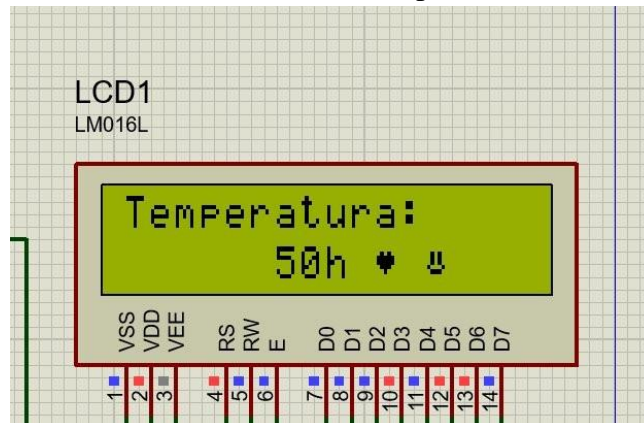 LCD1
LM016L
Temperatura:
50h ♥
VSS VDD VEE RS RW E D0 D1 D2 D3 D4 D5 D6 D7
1 2 3 4 5 6 7 8 9 10 11 12 13 14